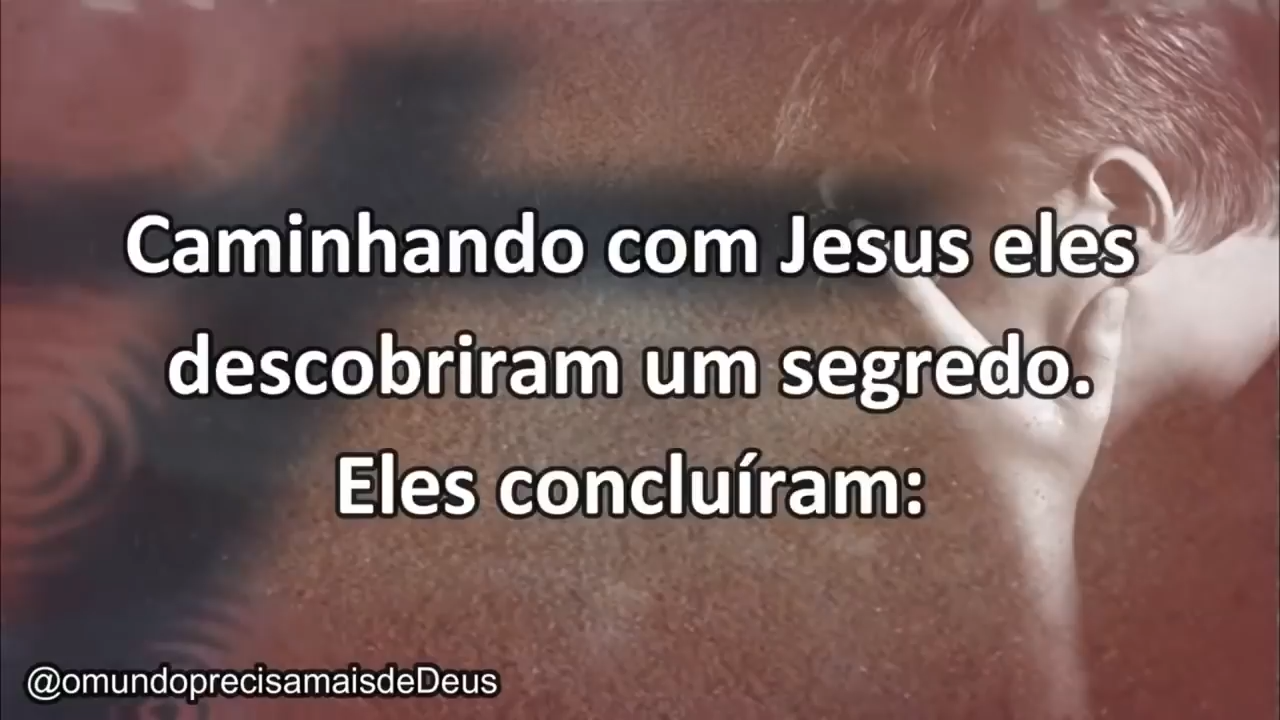 Caminhando com Jesus eles
descobriram um segredo.
Eles concluíram:
@omundoprecisamaisdeDeus